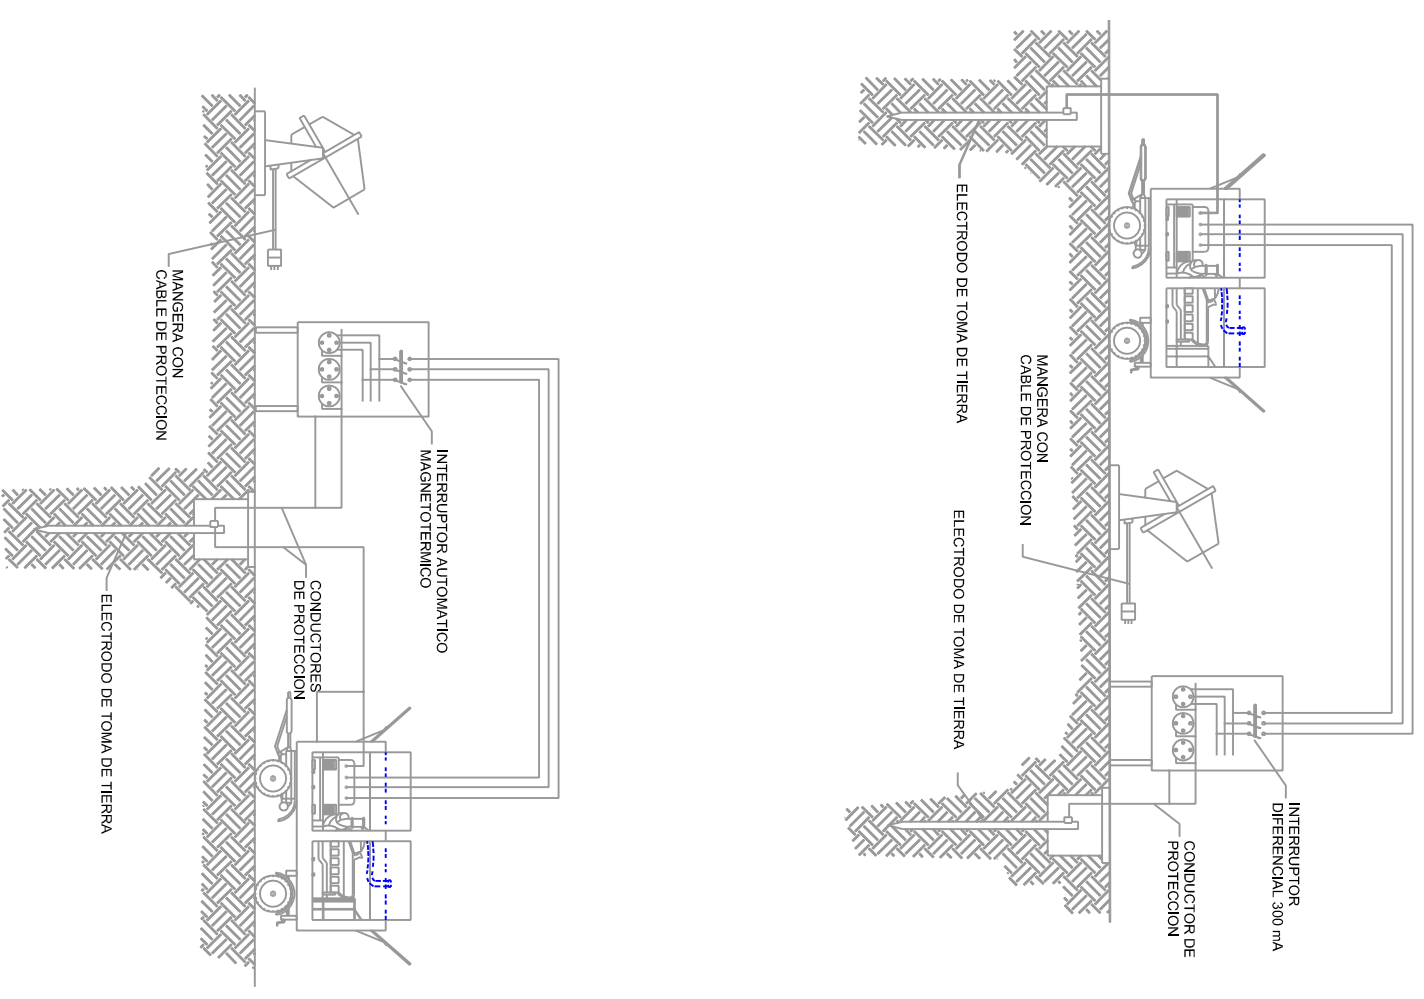 ELECTRODO DE TOMA DE TIERRA
MANGERA CON
CABLE DE PROTECCION
ELECTRODO DE TOMA DE TIERRA
INTERRUPTOR
DIFERENCIAL 300 mA
CONDUCTOR DE
PROTECCION
MANGERA CON
CABLE DE PROTECCION
INTERRUPTOR AUTOMATICO
MAGNETOTERMICO
CONDUCTORES
DE PROTECCION
ELECTRODO DE TOMA DE TIERRA